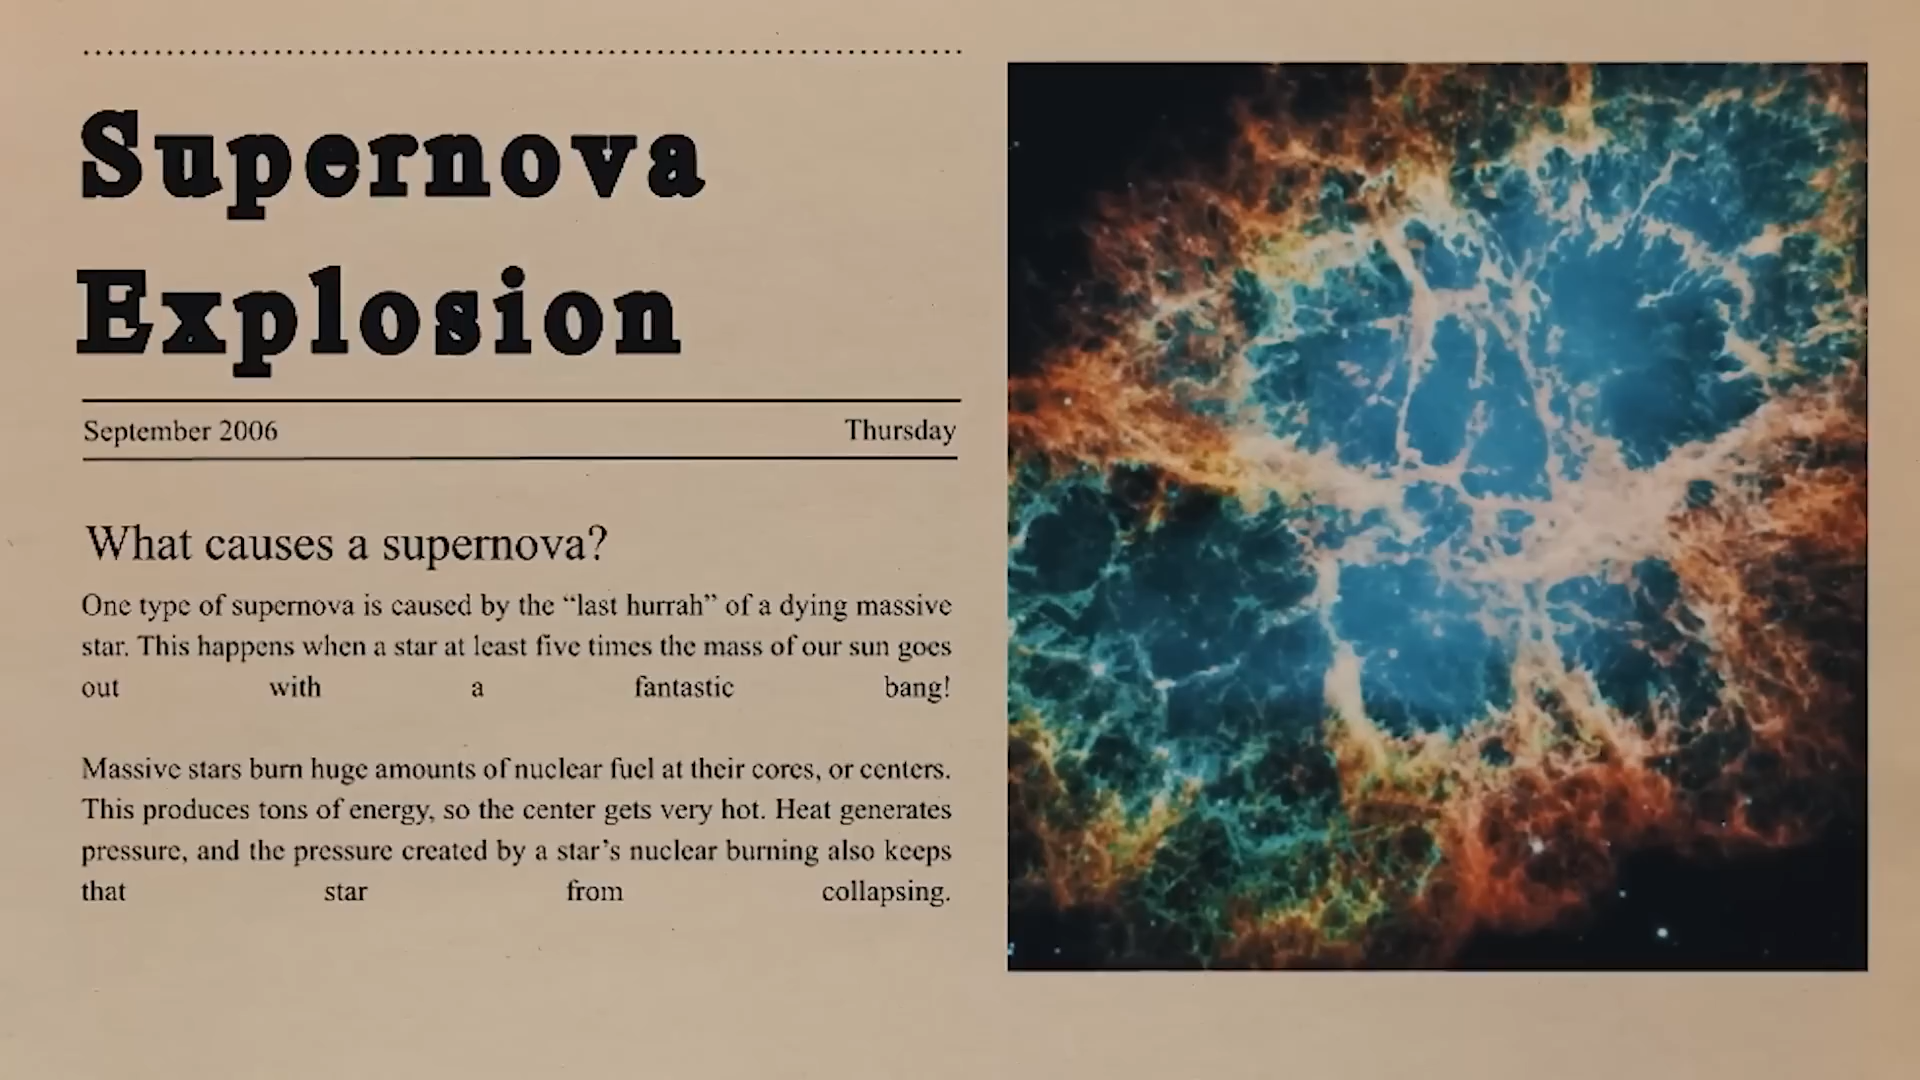 Supernova
Explosion
September 2006 Thursday
What causes a supernova?
One type of supernova is caused by the “last hurrah” of a dying massive
star. This happens when a star at least five times the mass of our sun goes
out with a fantastic bang!
Massive stars burn huge amounts of nuclear fuel at their cores, or centers.
This produces tons of energy, so the center gets very hot. Heat generates
pressure, and the pressure created by a star’s nuclear burning also keeps
that star from collapsing.